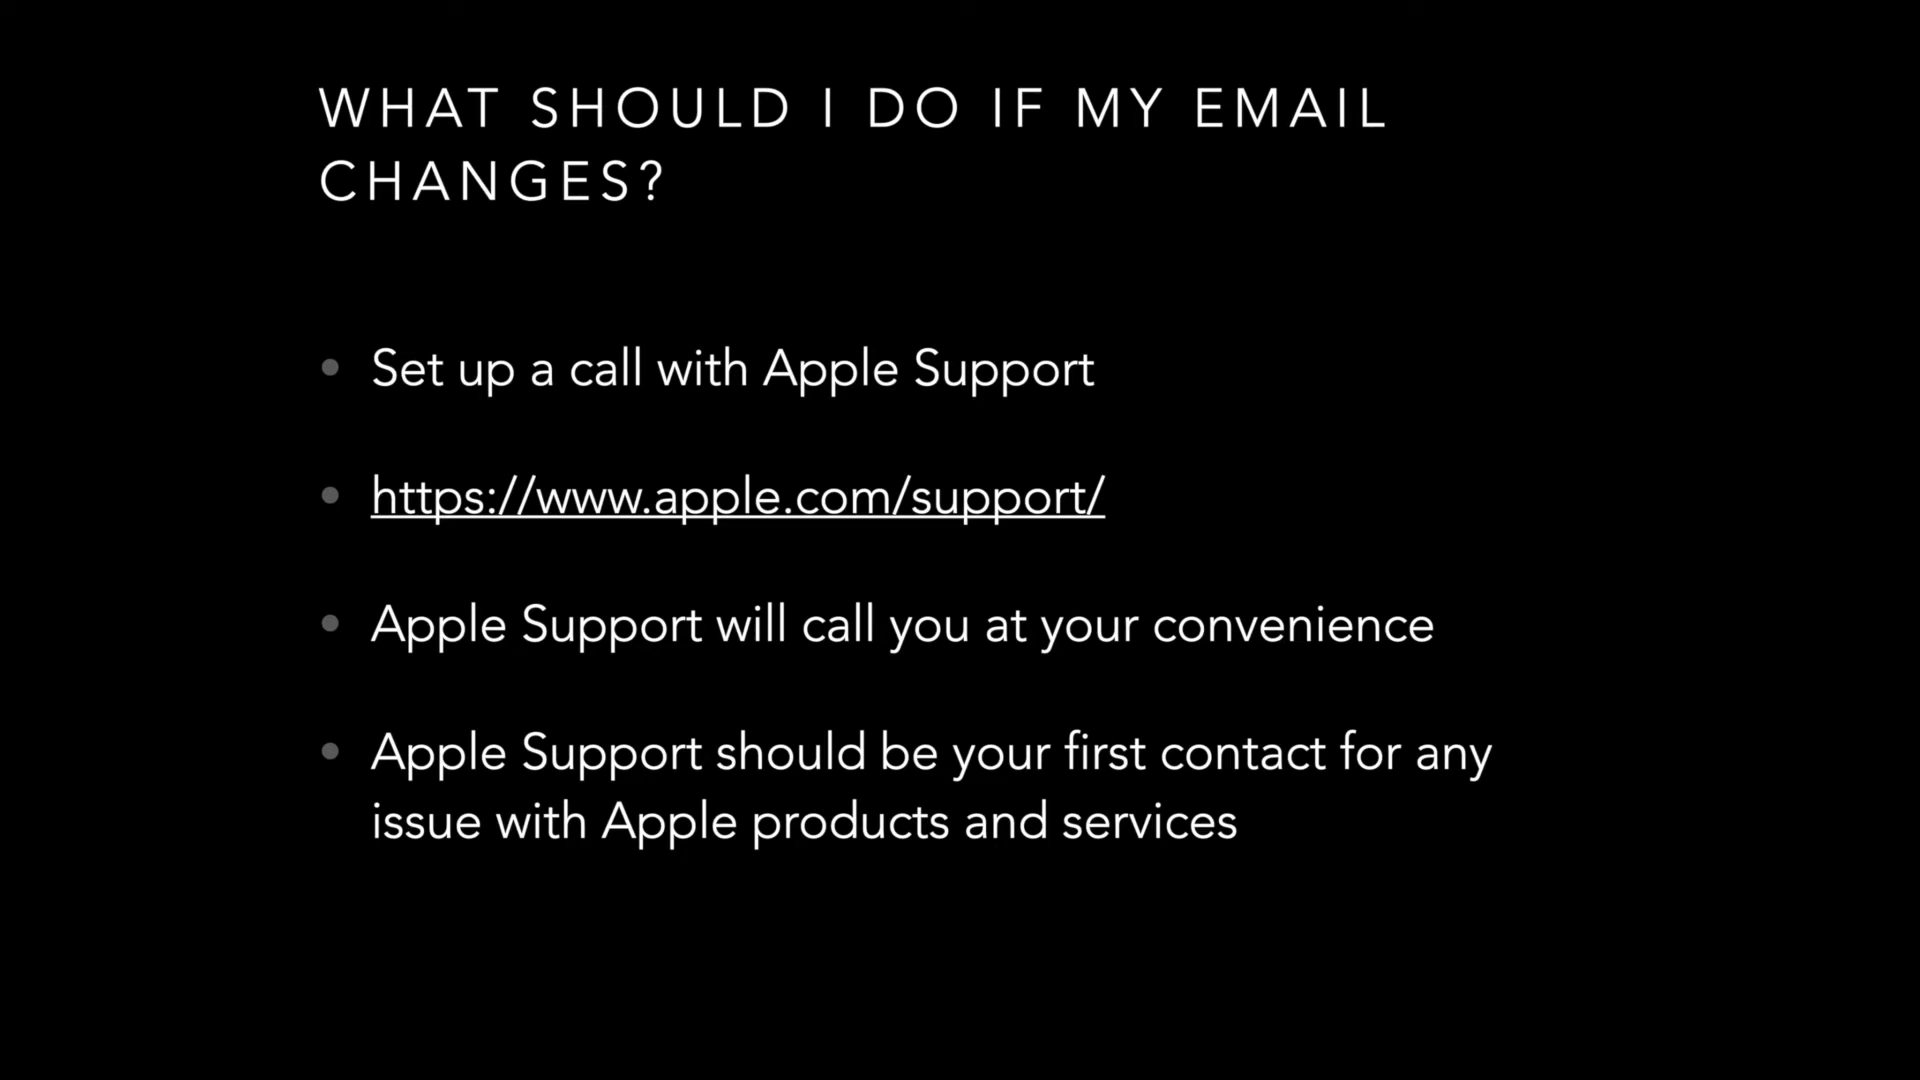 WHAT SHOULD I DO IF MY EMAIL
CHANGES?
• Set up a call with Apple Support
• https://www.apple.com/support/
• Apple Support will call you at your convenience
• Apple Support should be your first contact for any
issue with Apple products and services